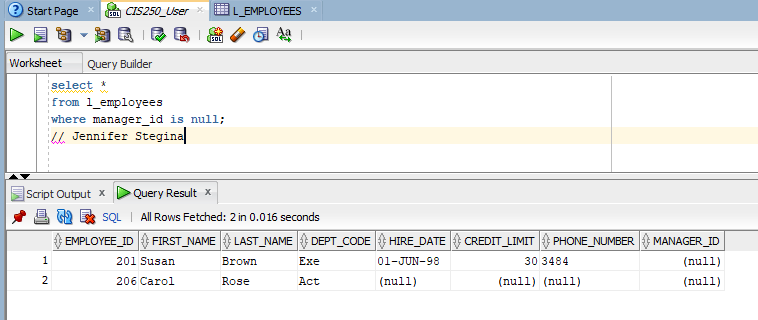 Start Page CIS250_User L_EMPLOYEES
SQL Aa
Worksheet Query Builder
select *
from l_employees
where manager_id is null;
// Jennifer Stegina
Script Output x Query Result x
SQL All Rows Fetched: 2 in 0.016 seconds
EMPLOYEE_ID FIRST_NAME LAST_NAME DEPT_CODE HIRE_DATE CREDIT_LIMIT PHONE_NUMBER MANAGER_ID
1 201 Susan Brown Exe 01-JUN-98 30 3484 (null)
2 206 Carol Rose Act (null) (null) (null) (null)